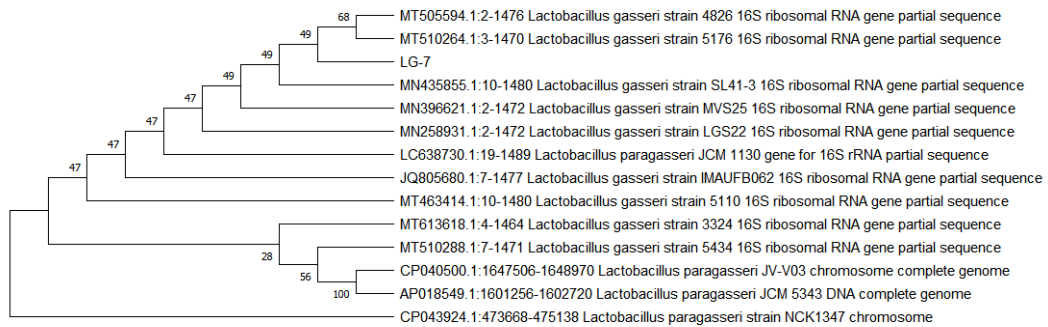 68
MT505594.1:2-1476 Lactobacillus gasseri strain 4826 16S ribosomal RNA gene partial sequence
49
MT510264.1:3-1470 Lactobacillus gasseri strain 5176 16S ribosomal RNA gene partial sequence
49
LG-7
49
MN435855.1:10-1480 Lactobacillus gasseri strain SL41-3 16S ribosomal RNA gene partial sequence
47
MN396621.1:2-1472 Lactobacillus gasseri strain MVS25 16S ribosomal RNA gene partial sequence
47
MN258931.1:2-1472 Lactobacillus gasseri strain LGS22 16S ribosomal RNA gene partial sequence
47
LC638730.1:19-1489 Lactobacillus paragasseri JCM 1130 gene for 16S rRNA partial sequence
47
JQ805680.1:7-1477 Lactobacillus gasseri strain IMAUFB062 16S ribosomal RNA gene partial sequence
MT463414.1:10-1480 Lactobacillus gasseri strain 5110 16S ribosomal RNA gene partial sequence
MT613618.1:4-1464 Lactobacillus gasseri strain 3324 16S ribosomal RNA gene partial sequence
28
MT510288.1:7-1471 Lactobacillus gasseri strain 5434 16S ribosomal RNA gene partial sequence
56
CP040500.1:1647506-1648970 Lactobacillus paragasseri JV-V03 chromosome complete genome
100
AP018549.1:1601256-1602720 Lactobacillus paragasseri JCM 5343 DNA complete genome
CP043924.1:473668-475138 Lactobacillus paragasseri strain NCK1347 chromosome